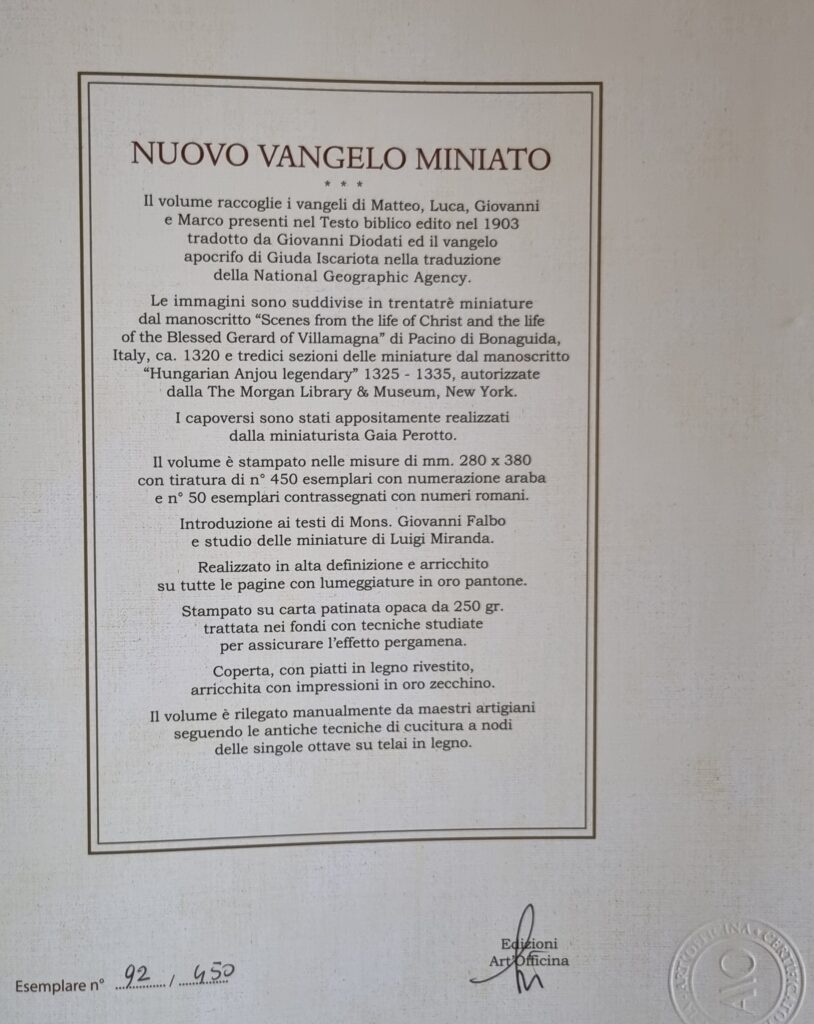 NUOVO VANGELO MINIATO
* * *
Il volume raccoglie i vangeli di Matteo, Luca, Giovanni
e Marco presenti nel Testo biblico edito nel 1903
tradotto da Giovanni Diodati ed il vangelo
apocrifo di Giuda Iscariota nella traduzione
della National Geographic Agency.
Le immagini sono suddivise in trentatrè miniature
dal manoscritto “Scenes from the life of Christ and the life
of the Blessed Gerard of Villamagna” di Pacino di Bonaguida,
Italy, ca. 1320 e tredici sezioni delle miniature dal manoscritto
“Hungarian Anjou legendary” 1325 - 1335, autorizzate
dalla The Morgan Library & Museum, New York.
I capoversi sono stati appositamente realizzati
dalla miniaturista Gaia Perotto.
Il volume è stampato nelle misure di mm. 280 x 380
con tiratura di n° 450 esemplari con numerazione araba
e n° 50 esemplari contrassegnati con numeri romani.
Introduzione ai testi di Mons. Giovanni Falbo
e studio delle miniature di Luigi Miranda.
Realizzato in alta definizione e arricchito
su tutte le pagine con lumeggiature in oro pantone.
Stampato su carta patinata opaca da 250 gr.
trattata nei fondi con tecniche studiate
per assicurare l’effetto pergamena.
Coperta, con piatti in legno rivestito,
arricchita con impressioni in oro zecchino.
Il volume è rilegato manualmente da maestri artigiani
seguendo le antiche tecniche di cucitura a nodi
delle singole ottave su telai in legno.
Edizioni
Art'Officina
Esemplare n° 92 / 450
ART'OFFICINA • CERTIFICATO
AO